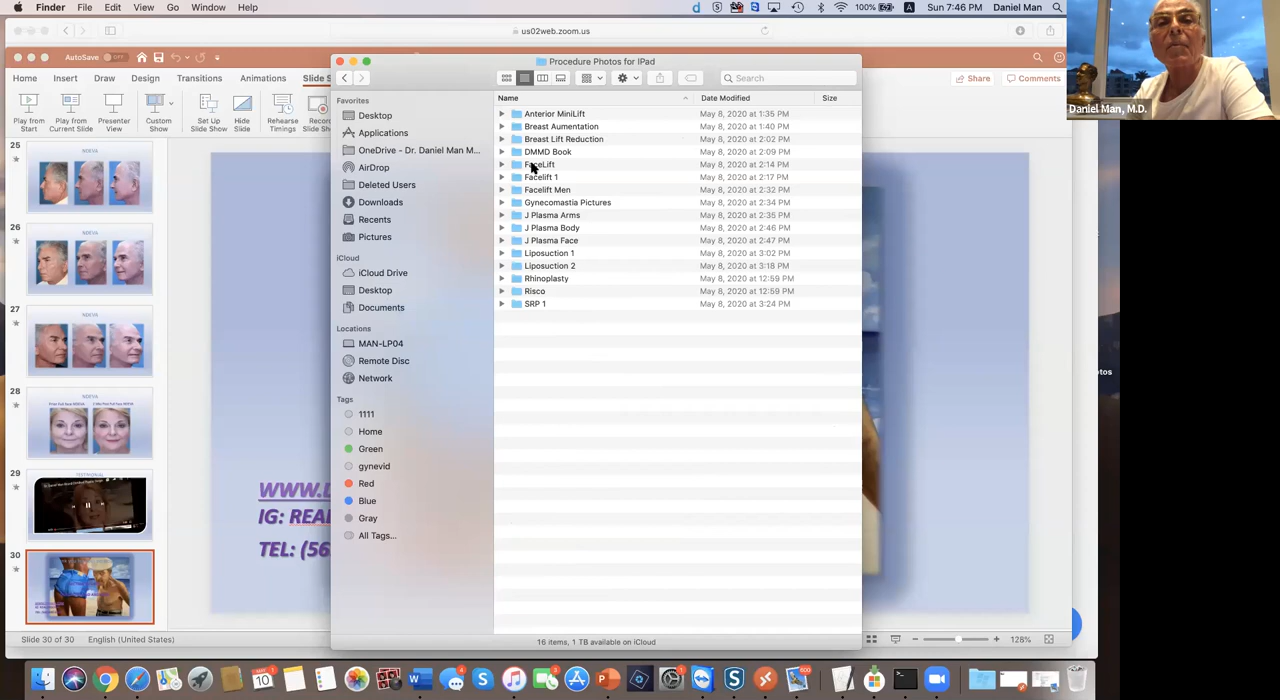 Finder File Edit View Go Window Help
100% Sun 7:46 PM Daniel Man
us02web.zoom.us
AutoSave OFF
Home Insert Draw Design Transitions Animations Slide S
Share Comments
Play from Start
Play from Current Slide
Presenter View
Custom Show
Set Up Slide Show
Hide Slide
Rehearse Timings
Record
Daniel Man, M.D.
Procedure Photos for IPad
Search
Favorites
Desktop
Applications
OneDrive - Dr. Daniel Man M...
AirDrop
Deleted Users
Downloads
Recents
Pictures
iCloud
iCloud Drive
Desktop
Documents
Locations
MAN-LP04
Remote Disc
Network
Tags
1111
Home
Green
gynevid
Red
Blue
Gray
All Tags...
Name Date Modified Size
Anterior MiniLift May 8, 2020 at 1:35 PM
Breast Aumentation May 8, 2020 at 1:40 PM
Breast Lift Reduction May 8, 2020 at 2:02 PM
DMMD Book May 8, 2020 at 2:09 PM
FaceLift May 8, 2020 at 2:14 PM
Facelift 1 May 8, 2020 at 2:17 PM
Facelift Men May 8, 2020 at 2:32 PM
Gynecomastia Pictures May 8, 2020 at 2:34 PM
J Plasma Arms May 8, 2020 at 2:35 PM
J Plasma Body May 8, 2020 at 2:46 PM
J Plasma Face May 8, 2020 at 2:47 PM
Liposuction 1 May 8, 2020 at 3:02 PM
Liposuction 2 May 8, 2020 at 3:18 PM
Rhinoplasty May 8, 2020 at 12:59 PM
Risco May 8, 2020 at 12:59 PM
SRP 1 May 8, 2020 at 3:24 PM
16 items, 1 TB available on iCloud
25
26
27
28
29
TESTIMONIAL
30
WWW.D
IG: REA
TEL: (56
otos
Slide 30 of 30 English (United States)
128%
10